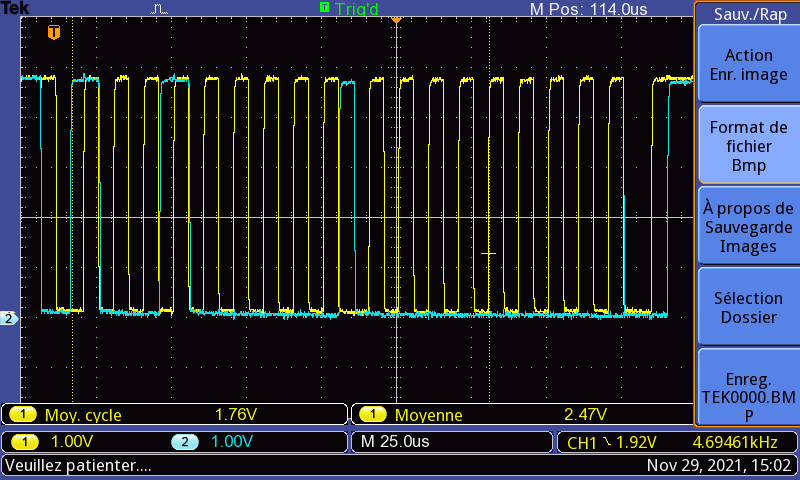 Tek
Trig'd
M Pos: 114.0us
Sauv./Rap
T
Action
Enr. image
Format de
fichier
Bmp
À propos de
Sauvegarde
Images
Sélection
Dossier
Enreg.
TEK0000.BM
P
2
1 Moy. cycle 1.76V
1 Moyenne 2.47V
1 1.00V 2 1.00V
M 25.0us
CH1 1.92V 4.69461kHz
Veuillez patienter....
Nov 29, 2021, 15:02